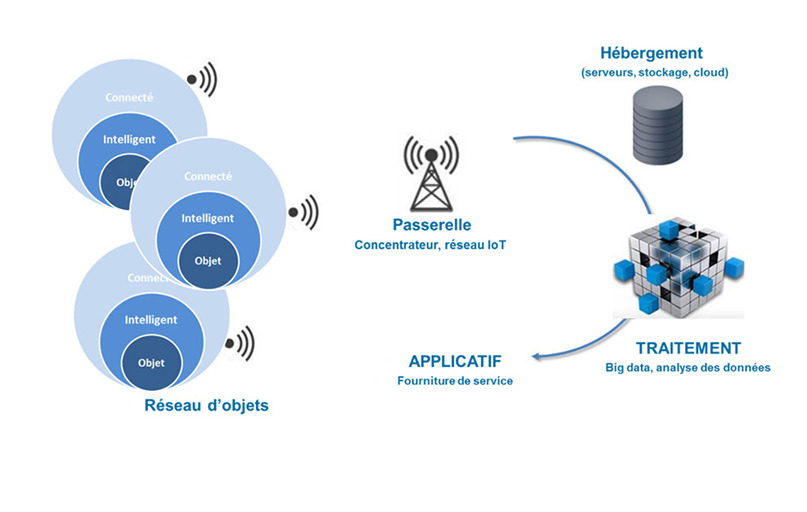 Connecté
Intelligent
Objet
Connecté
Intelligent
Objet
Connecté
Intelligent
Objet
Réseau d’objets
Passerelle
Concentrateur, réseau IoT
Hébergement
(serveurs, stockage, cloud)
TRAITEMENT
Big data, analyse des données
APPLICATIF
Fourniture de service